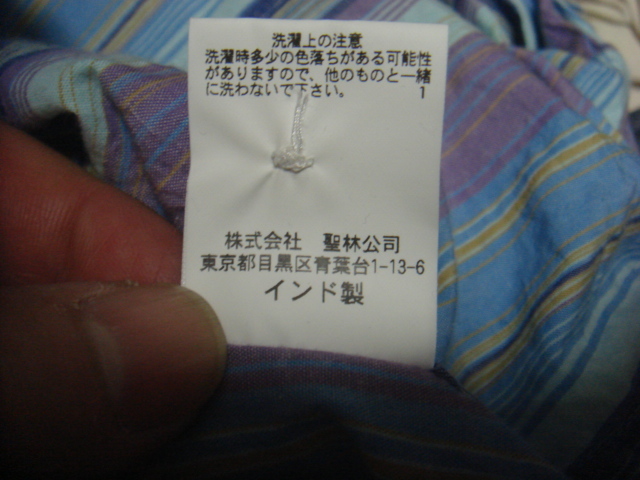 洗濯上の注意
洗濯時多少の色落ちがある可能性
がありますので、他のものと一緒
に洗わないで下さい。 1
株式会社 聖林公司
東京都目黒区青葉台1-13-6
インド製